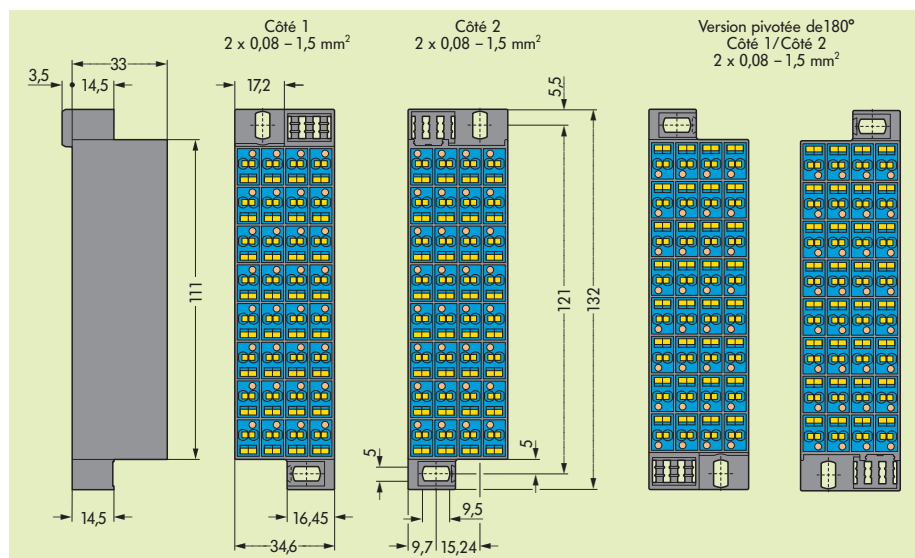 Côté 1
2 x 0,08 – 1,5 mm²
Côté 2
2 x 0,08 – 1,5 mm²
Version pivotée de180°
Côté 1/Côté 2
2 x 0,08 – 1,5 mm²
33
3,5
14,5
17,2
5,5
111
121
132
5
5
14,5
16,45
9,5
34,6
9,7
15,24